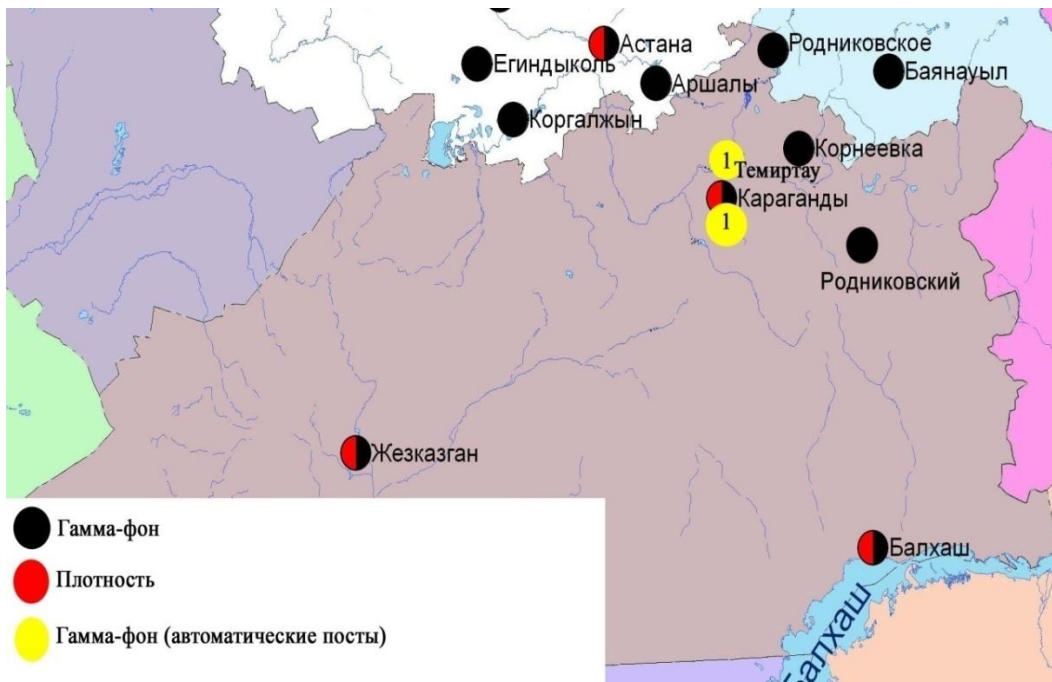 Астана
Родниковское
Егиндыколь
Баянауыл
Аршалы
Коргалжын
Корнеевка
1
Темиртау
Караганды
1
Родниковский
Жезказган
Балхаш
Балхаш
Гамма-фон
Плотность
Гамма-фон (автоматические посты)